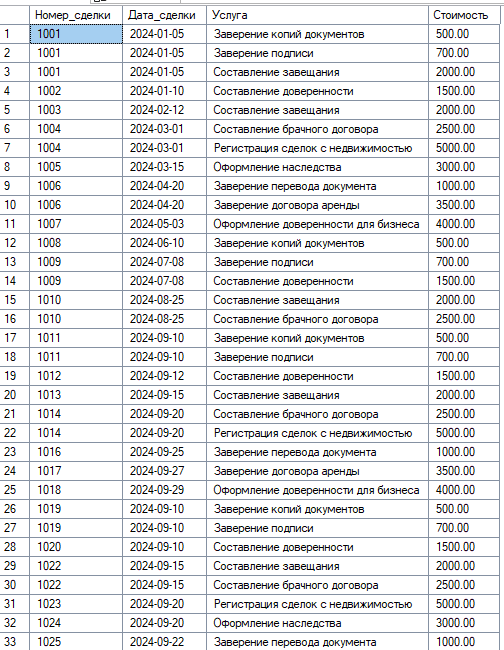 Номер_сделки Дата_сделки Услуга Стоимость
1 1001 2024-01-05 Заверение копий документов 500.00
2 1001 2024-01-05 Заверение подписи 700.00
3 1001 2024-01-05 Составление завещания 2000.00
4 1002 2024-01-10 Составление доверенности 1500.00
5 1003 2024-02-12 Составление завещания 2000.00
6 1004 2024-03-01 Составление брачного договора 2500.00
7 1004 2024-03-01 Регистрация сделок с недвижимостью 5000.00
8 1005 2024-03-15 Оформление наследства 3000.00
9 1006 2024-04-20 Заверение перевода документа 1000.00
10 1006 2024-04-20 Заверение договора аренды 3500.00
11 1007 2024-05-03 Оформление доверенности для бизнеса 4000.00
12 1008 2024-06-10 Заверение копий документов 500.00
13 1009 2024-07-08 Заверение подписи 700.00
14 1009 2024-07-08 Составление доверенности 1500.00
15 1010 2024-08-25 Составление завещания 2000.00
16 1010 2024-08-25 Составление брачного договора 2500.00
17 1011 2024-09-10 Заверение копий документов 500.00
18 1011 2024-09-10 Заверение подписи 700.00
19 1012 2024-09-12 Составление доверенности 1500.00
20 1013 2024-09-15 Составление завещания 2000.00
21 1014 2024-09-20 Составление брачного договора 2500.00
22 1014 2024-09-20 Регистрация сделок с недвижимостью 5000.00
23 1016 2024-09-25 Заверение перевода документа 1000.00
24 1017 2024-09-27 Заверение договора аренды 3500.00
25 1018 2024-09-29 Оформление доверенности для бизнеса 4000.00
26 1019 2024-09-10 Заверение копий документов 500.00
27 1019 2024-09-10 Заверение подписи 700.00
28 1020 2024-09-10 Составление доверенности 1500.00
29 1022 2024-09-15 Составление завещания 2000.00
30 1022 2024-09-15 Составление брачного договора 2500.00
31 1023 2024-09-20 Регистрация сделок с недвижимостью 5000.00
32 1024 2024-09-20 Оформление наследства 3000.00
33 1025 2024-09-22 Заверение перевода документа 1000.00